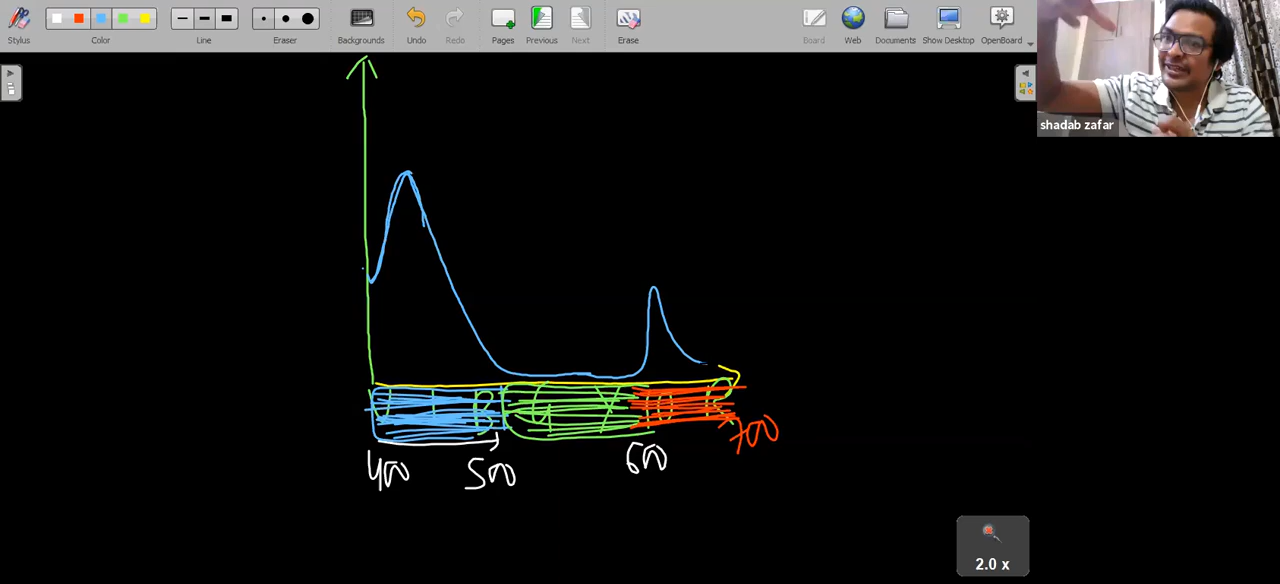 Stylus
Color
Line
Eraser
Backgrounds
Undo
Redo
Pages
Previous
Next
Erase
Board
Web
Documents
Show Desktop
OpenBoard
shadab zafar
V I B G Y O R
400
500
600
700
2.0 x